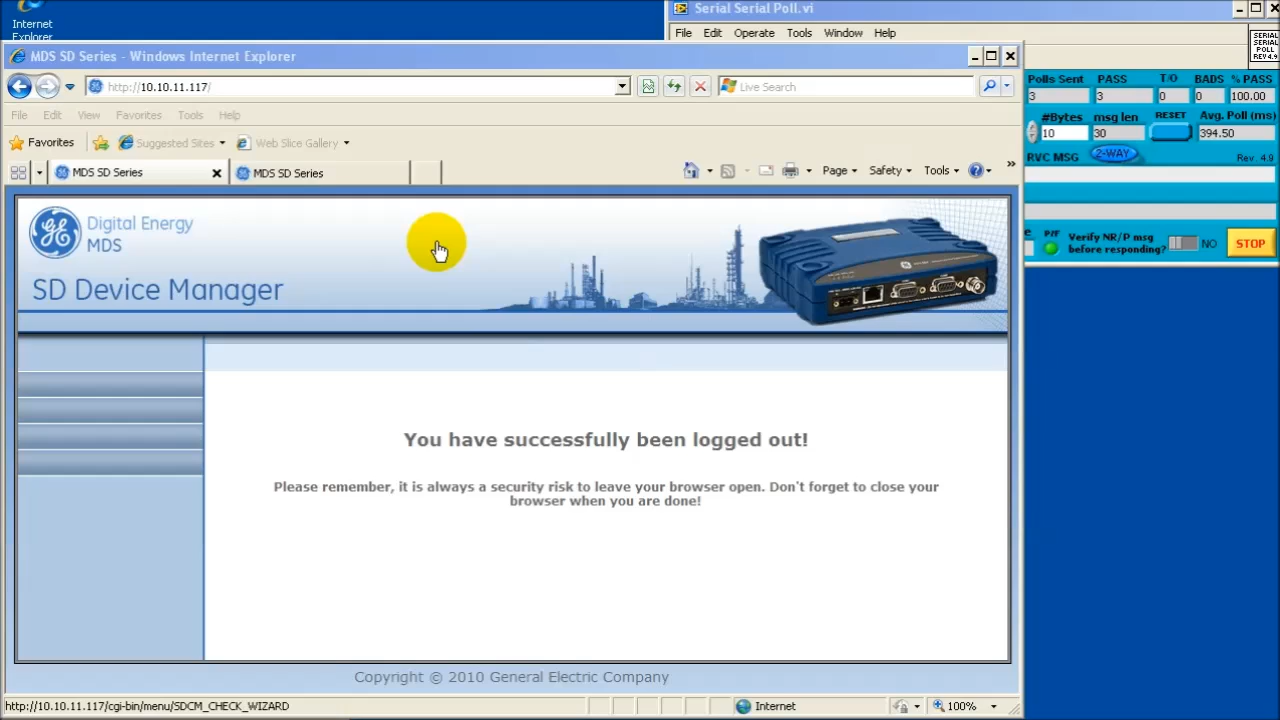 Internet
Explorer
Serial Serial Poll.vi
File Edit Operate Tools Window Help
SERIAL
SERIAL
POLL
REV 4.9
MDS SD Series - Windows Internet Explorer
http://10.10.11.117/
Live Search
File Edit View Favorites Tools Help
Favorites Suggested Sites Web Slice Gallery
MDS SD Series
MDS SD Series
Page Safety Tools
Polls Sent PASS T/O BADS % PASS
3 3 0 0 100.00
#Bytes msg len RESET Avg. Poll (ms)
10 30 394.50
RVC MSG 2-WAY Rev. 4.9
e P/F Verify NR/P msg
before responding? NO STOP
Digital Energy
MDS
SD Device Manager
You have successfully been logged out!
Please remember, it is always a security risk to leave your browser open. Don't forget to close your
browser when you are done!
Copyright © 2010 General Electric Company
http://10.10.11.117/cgi-bin/menu/SDCM_CHECK_WIZARD
Internet
100%